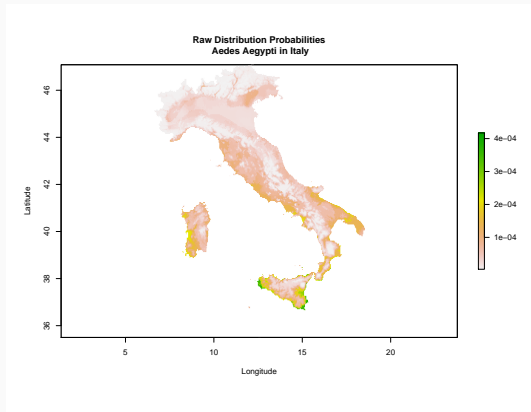 Raw Distribution Probabilities
Aedes Aegypti in Italy
46
44
42
40
38
36
Latitude
5
10
15
20
Longitude
4e−04
3e−04
2e−04
1e−04